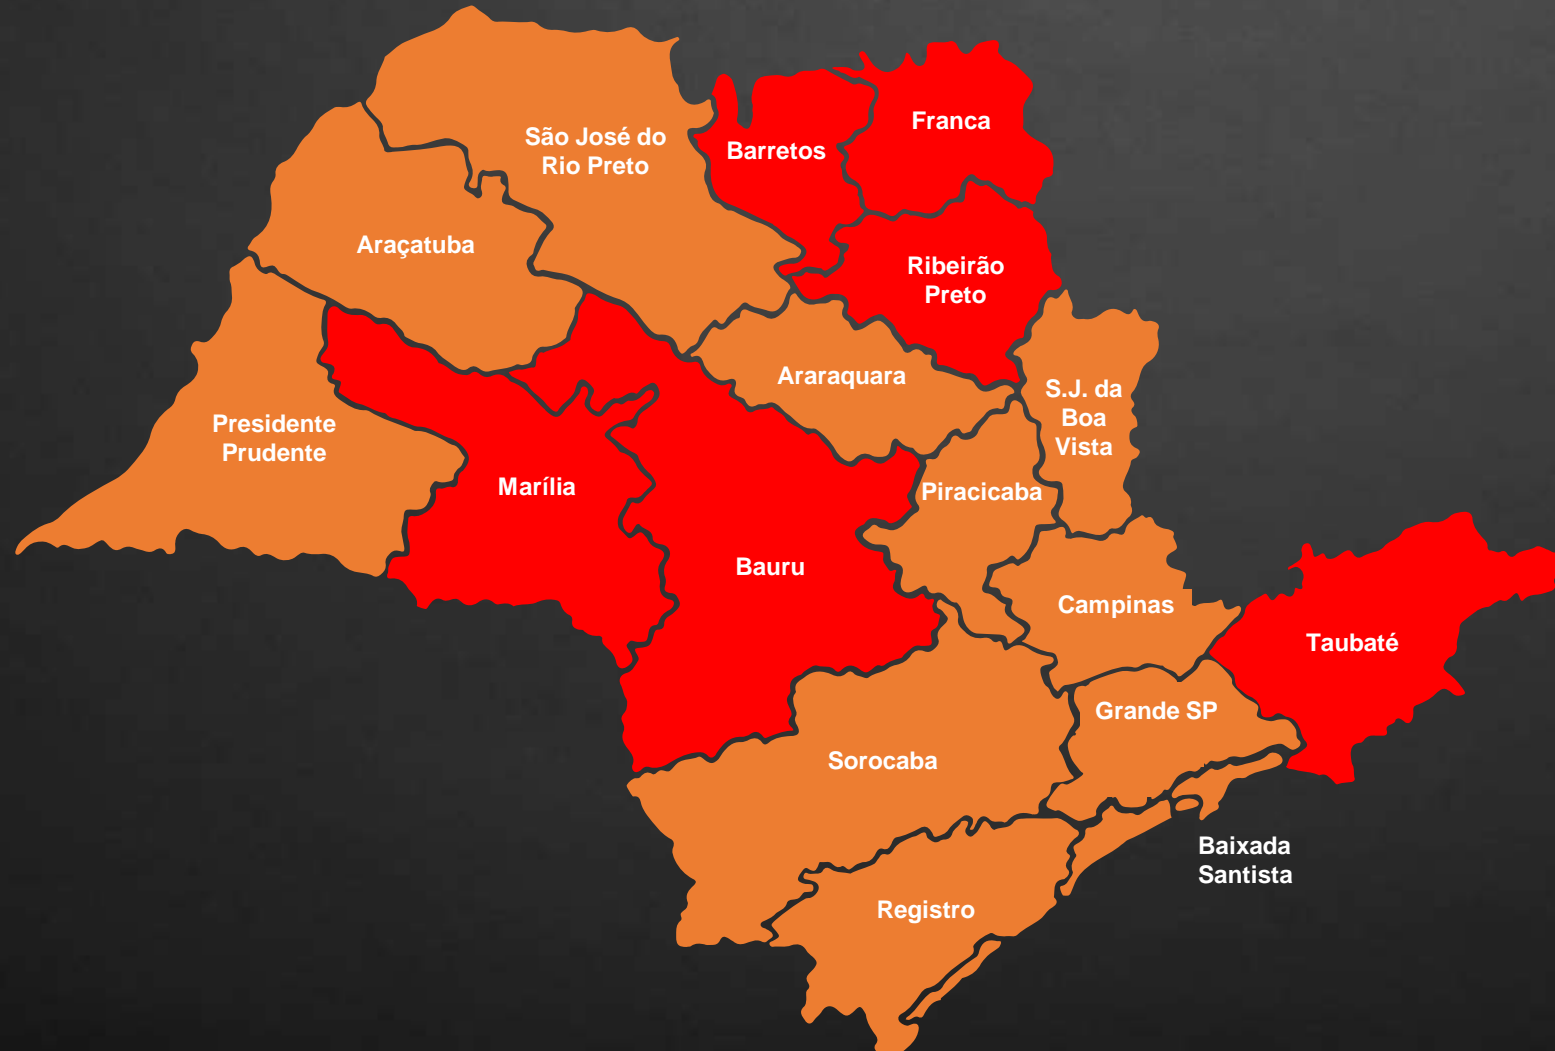 Franca
São José do
Rio Preto
Barretos
Araçatuba
Ribeirão
Preto
Araraquara
S.J. da
Boa
Vista
Presidente
Prudente
Marília
Piracicaba
Bauru
Campinas
Taubaté
Grande SP
Sorocaba
Baixada
Santista
Registro